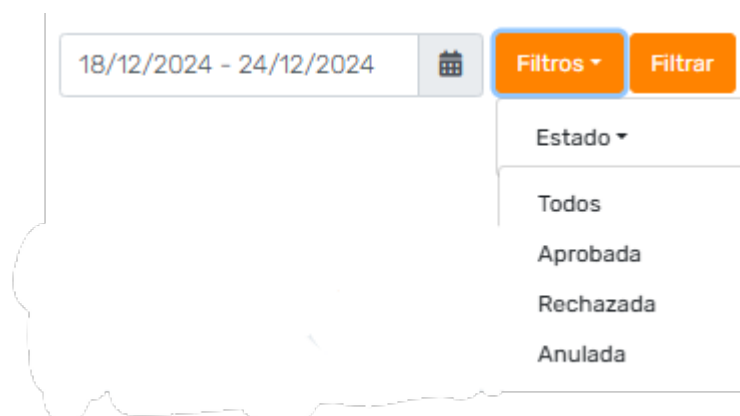 18/12/2024 - 24/12/2024 Filtros Filtrar
Estado
Todos
Aprobada
Rechazada
Anulada